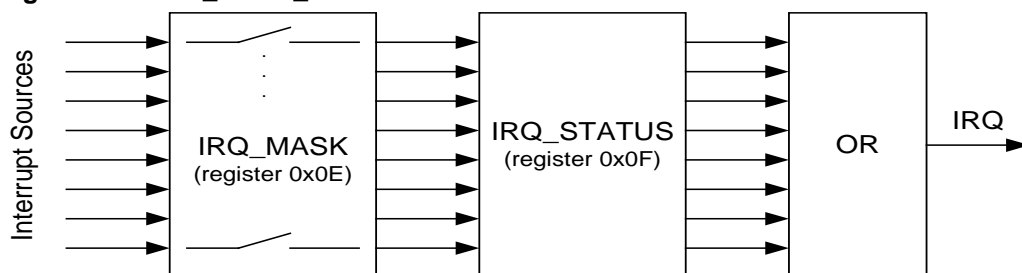 Interrupt Sources
IRQ_MASK
(register 0x0E)
IRQ_STATUS
(register 0x0F)
OR
IRQ